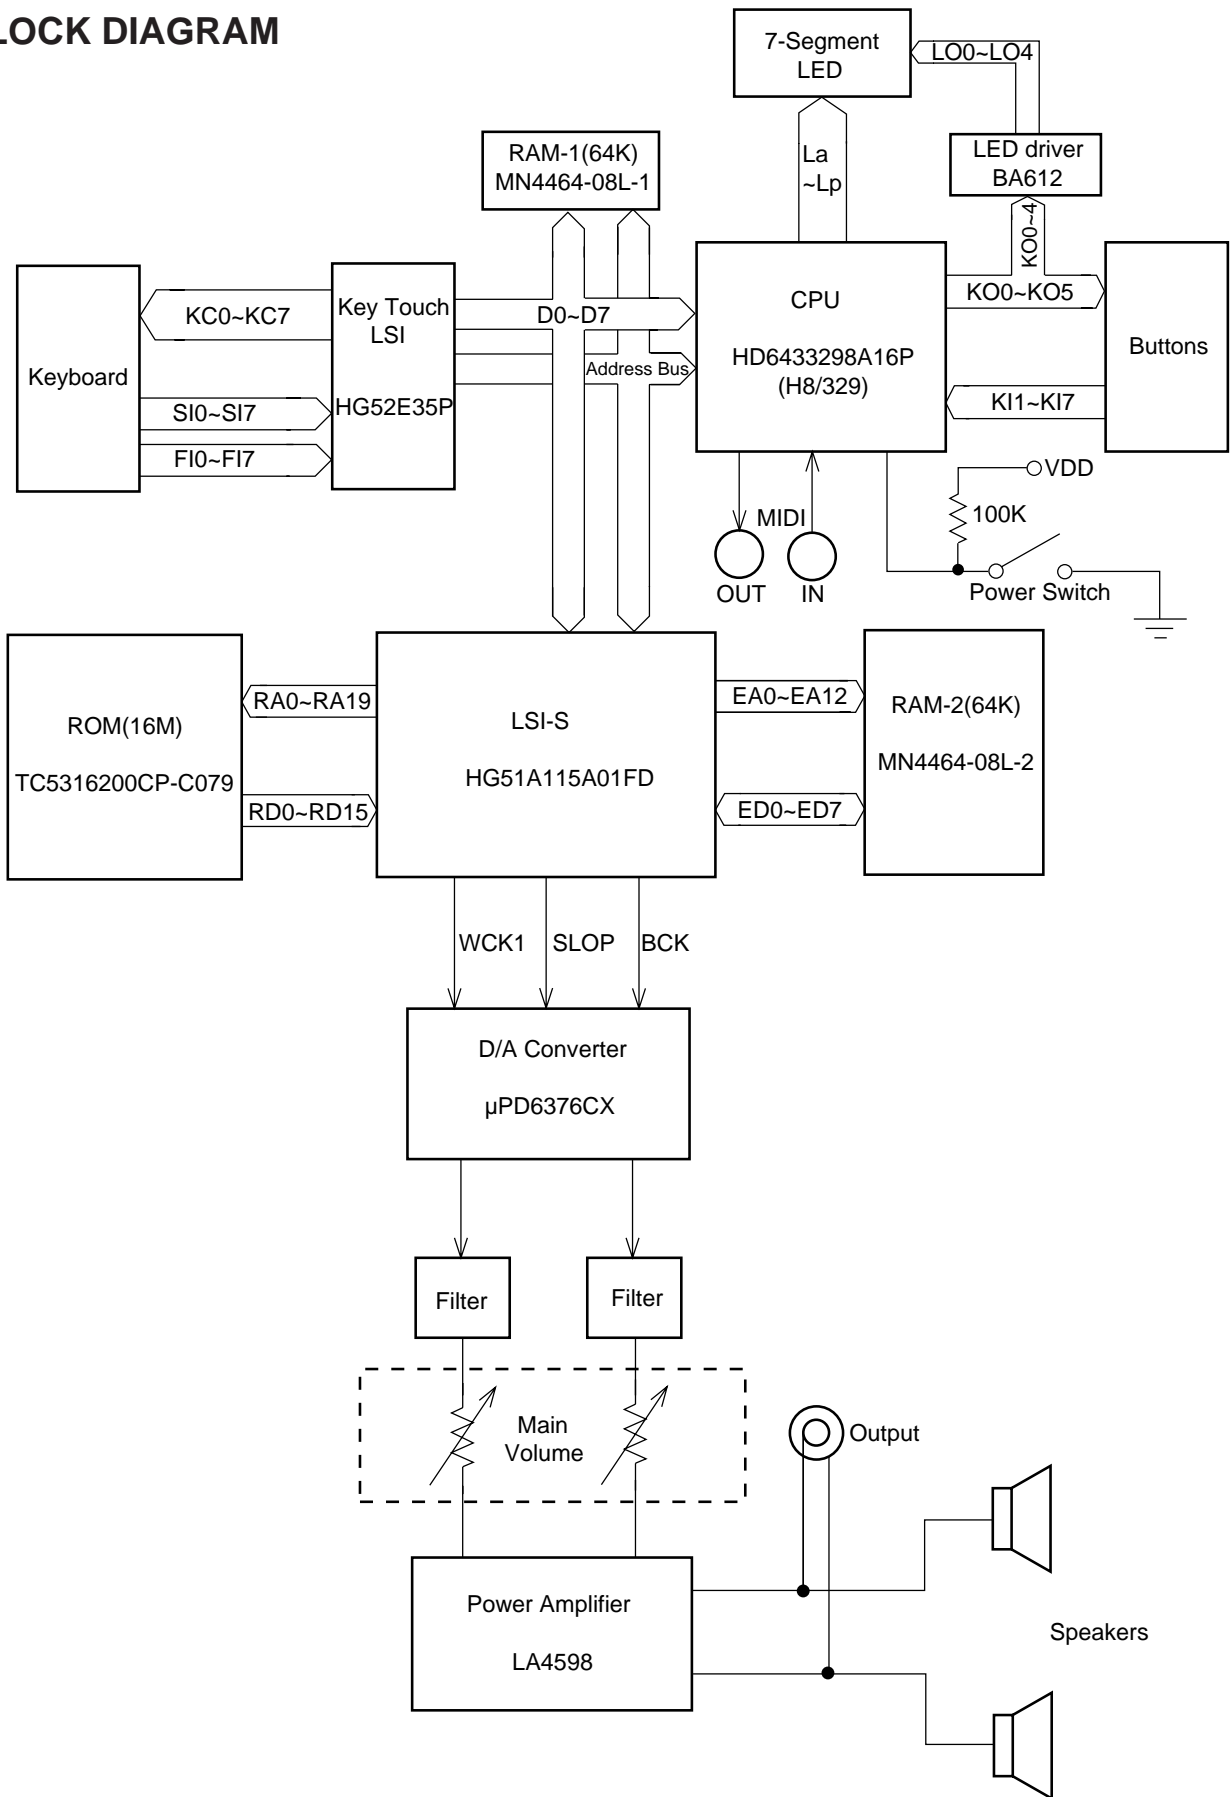 LOCK DIAGRAM
7-Segment
LED
LO0~LO4
RAM-1(64K)
MN4464-08L-1
La
~Lp
LED driver
BA612
KO0~4
Keyboard
KC0~KC7
SI0~SI7
FI0~FI7
Key Touch
LSI
HG52E35P
D0~D7
Address Bus
CPU
HD6433298A16P
(H8/329)
KO0~KO5
KI1~KI7
Buttons
VDD
100K
MIDI
OUT
IN
Power Switch
ROM(16M)
TC5316200CP-C079
RA0~RA19
RD0~RD15
LSI-S
HG51A115A01FD
EA0~EA12
ED0~ED7
RAM-2(64K)
MN4464-08L-2
WCK1
SLOP
BCK
D/A Converter
µPD6376CX
Filter
Filter
Main
Volume
Output
Power Amplifier
LA4598
Speakers